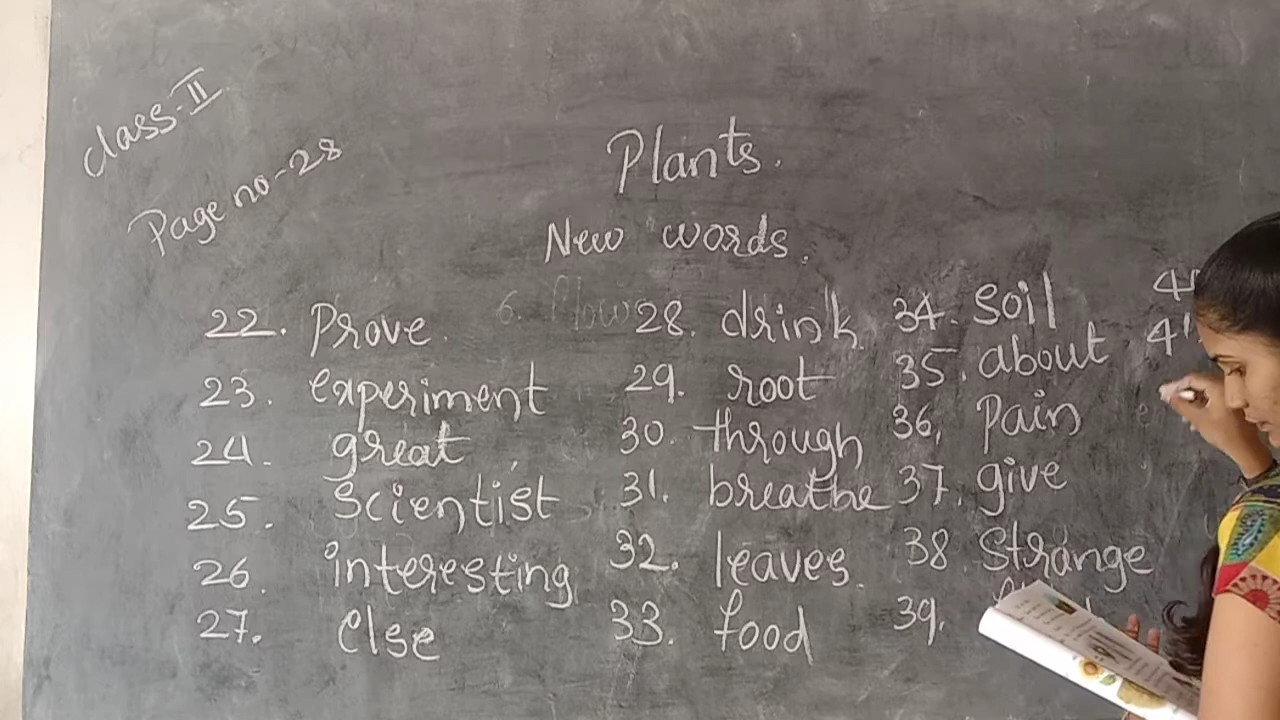 Class-II
Page no-28
Plants.
New words.
22. Prove.
23. experiment
24. great
25. Scientist
26. interesting
27. else
28. drink
29. root
30. through
31. breathe
32. leaves.
33. food
34. Soil
35. about
36. Pain
37. give
38 Strange
39.